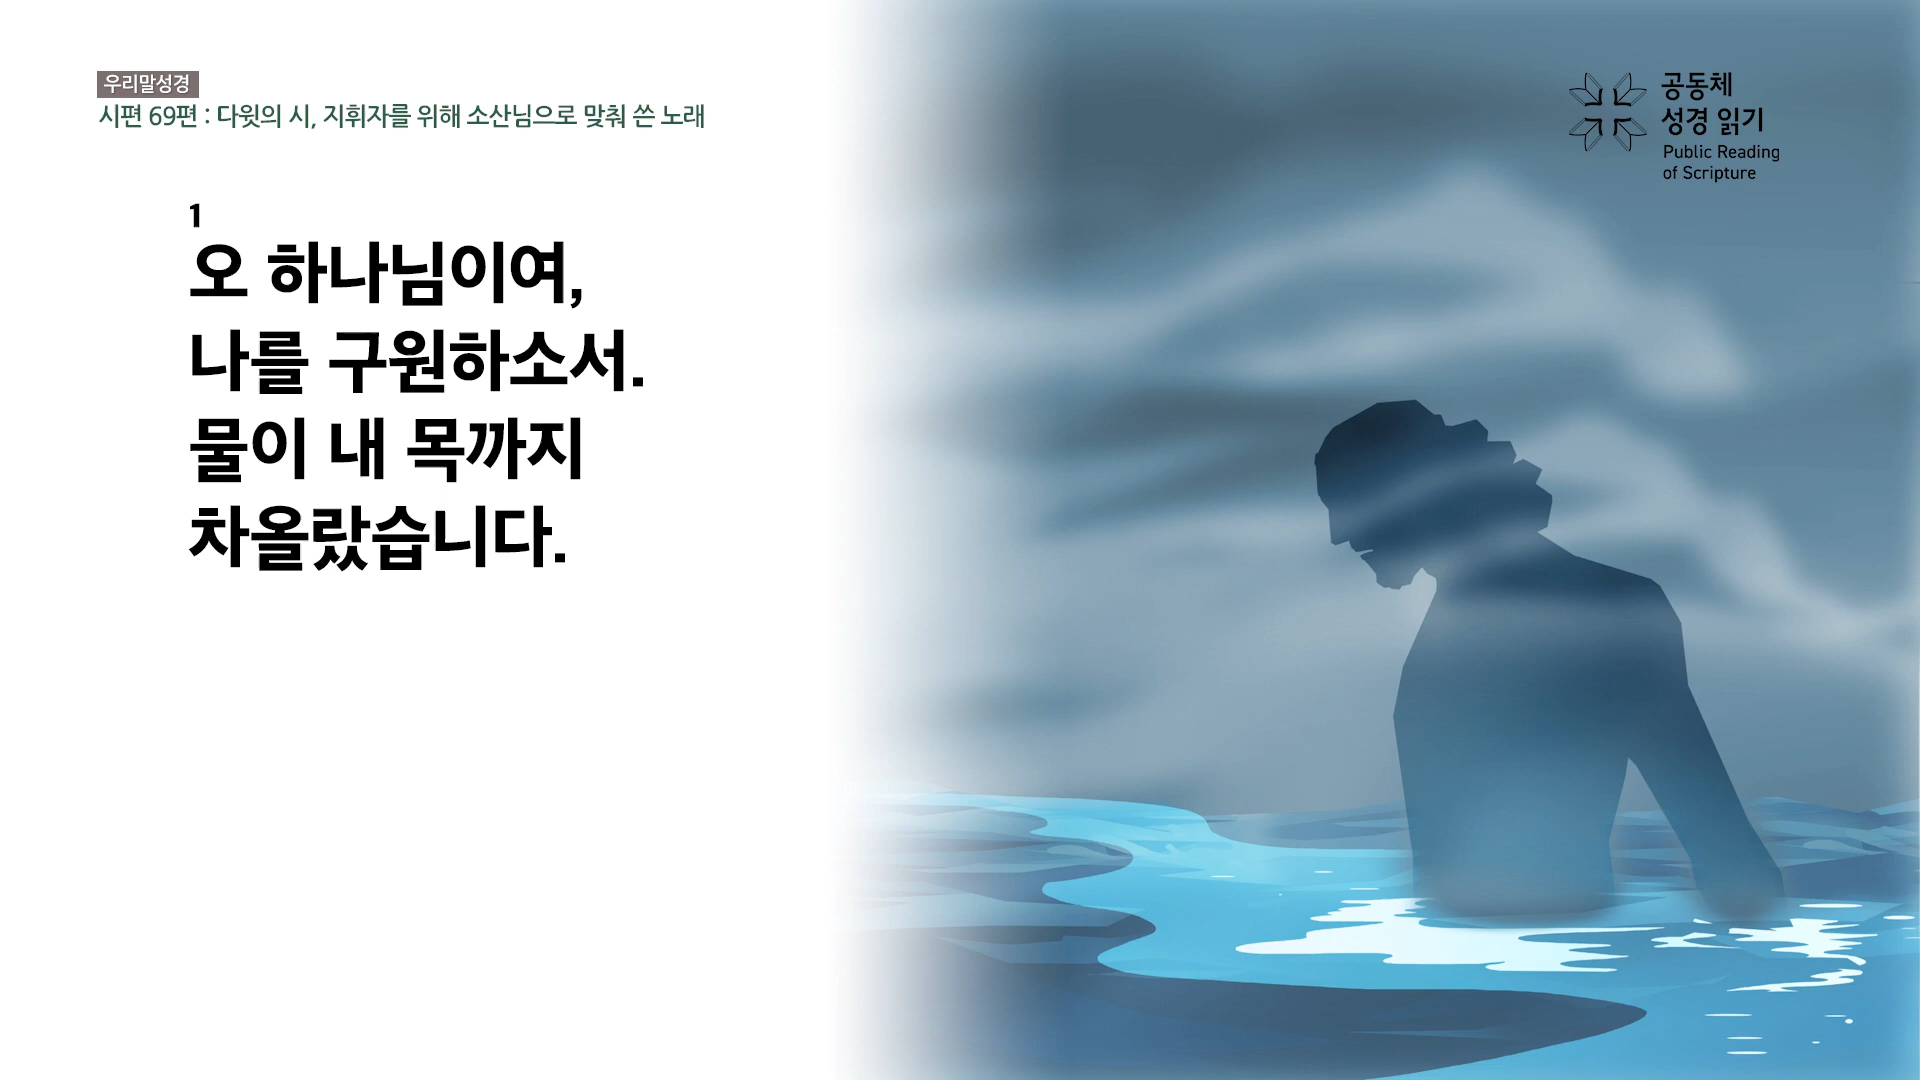 우리말성경
시편 69편 : 다윗의 시, 지휘자를 위해 소산님으로 맞춰 쓴 노래
1
오 하나님이여,
나를 구원하소서.
물이 내 목까지
차올랐습니다.
공동체
성경 읽기
Public Reading
of Scripture